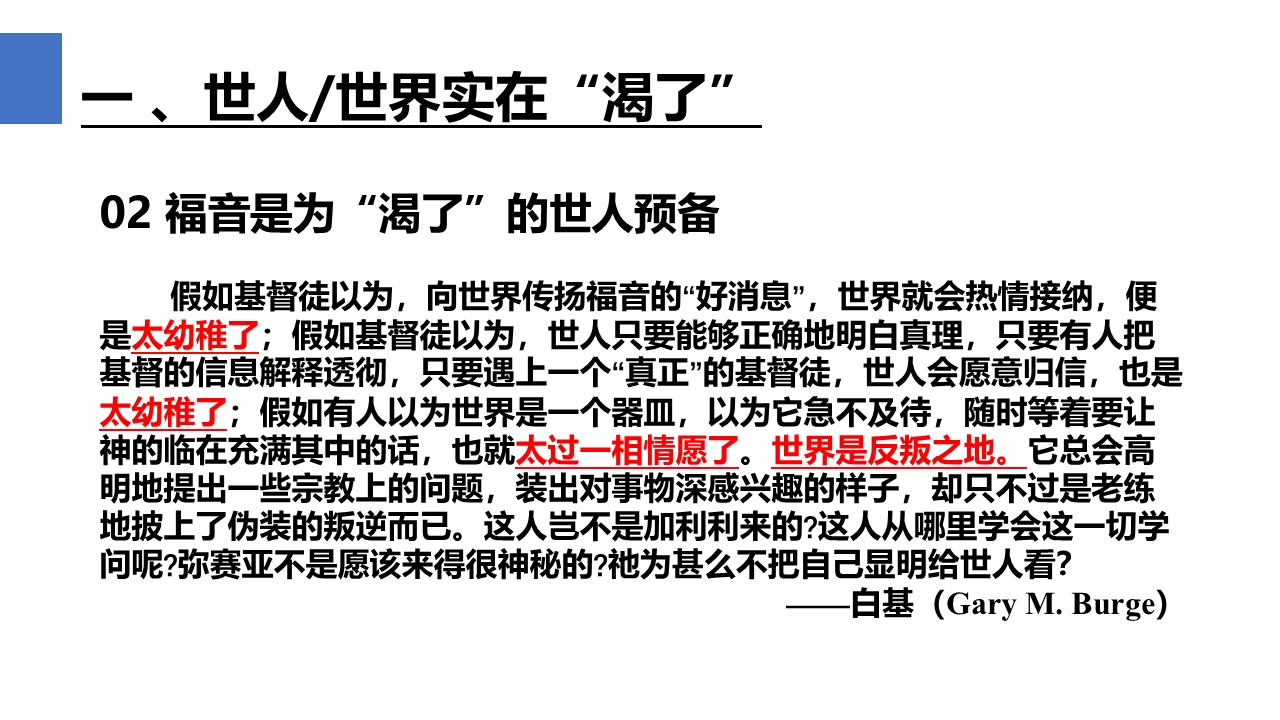 一 、世人/世界实在“渴了”
02 福音是为“渴了”的世人预备
假如基督徒以为，向世界传扬福音的“好消息”，世界就会热情接纳，便
是太幼稚了；假如基督徒以为，世人只要能够正确地明白真理，只要有人把
基督的信息解释透彻，只要遇上一个“真正”的基督徒，世人会愿意归信，也是
太幼稚了；假如有人以为世界是一个器皿，以为它急不及待，随时等着要让
神的临在充满其中的话，也就太过一相情愿了。世界是反叛之地。它总会高
明地提出一些宗教上的问题，装出对事物深感兴趣的样子，却只不过是老练
地披上了伪装的叛逆而已。这人岂不是加利利来的?这人从哪里学会这一切学
问呢?弥赛亚不是愿该来得很神秘的?祂为甚么不把自己显明给世人看？
——白基（Gary M. Burge）